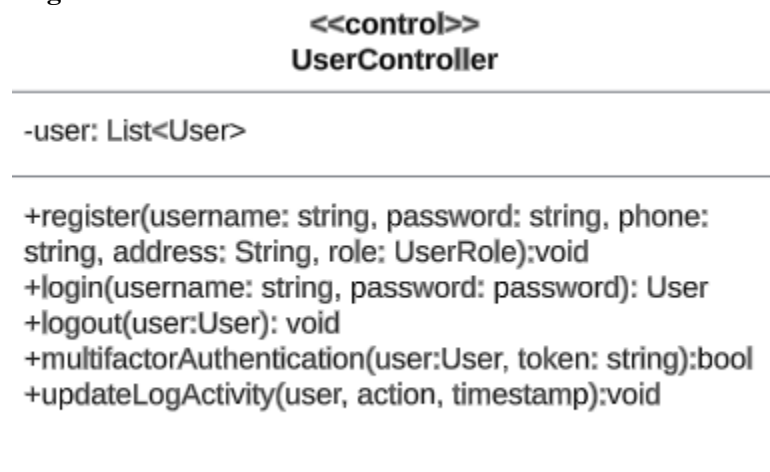 <<control>>
UserController
-user: List<User>
+register(username: string, password: string, phone:
string, address: String, role: UserRole):void
+login(username: string, password: password): User
+logout(user:User): void
+multifactorAuthentication(user:User, token: string):bool
+updateLogActivity(user, action, timestamp):void